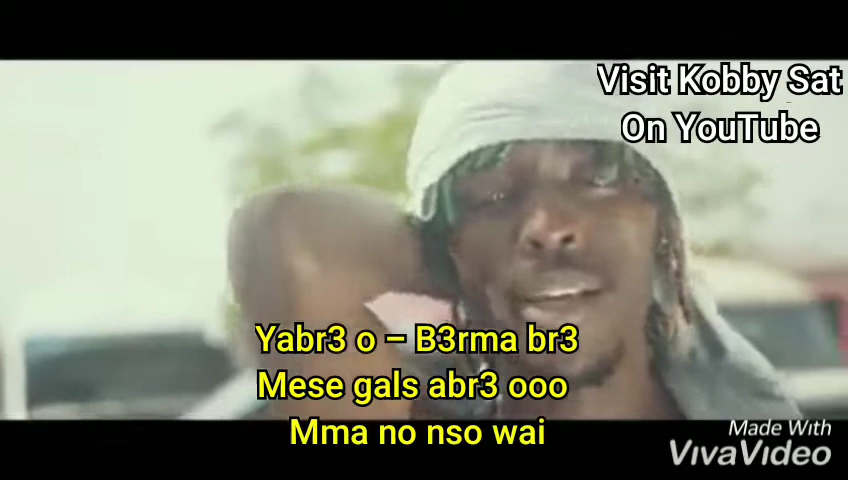 Visit Kobby Sat
On YouTube
Yabr3 o – B3rma br3
Mese gals abr3 ooo
Mma no nso wai
Made With
VivaVideo